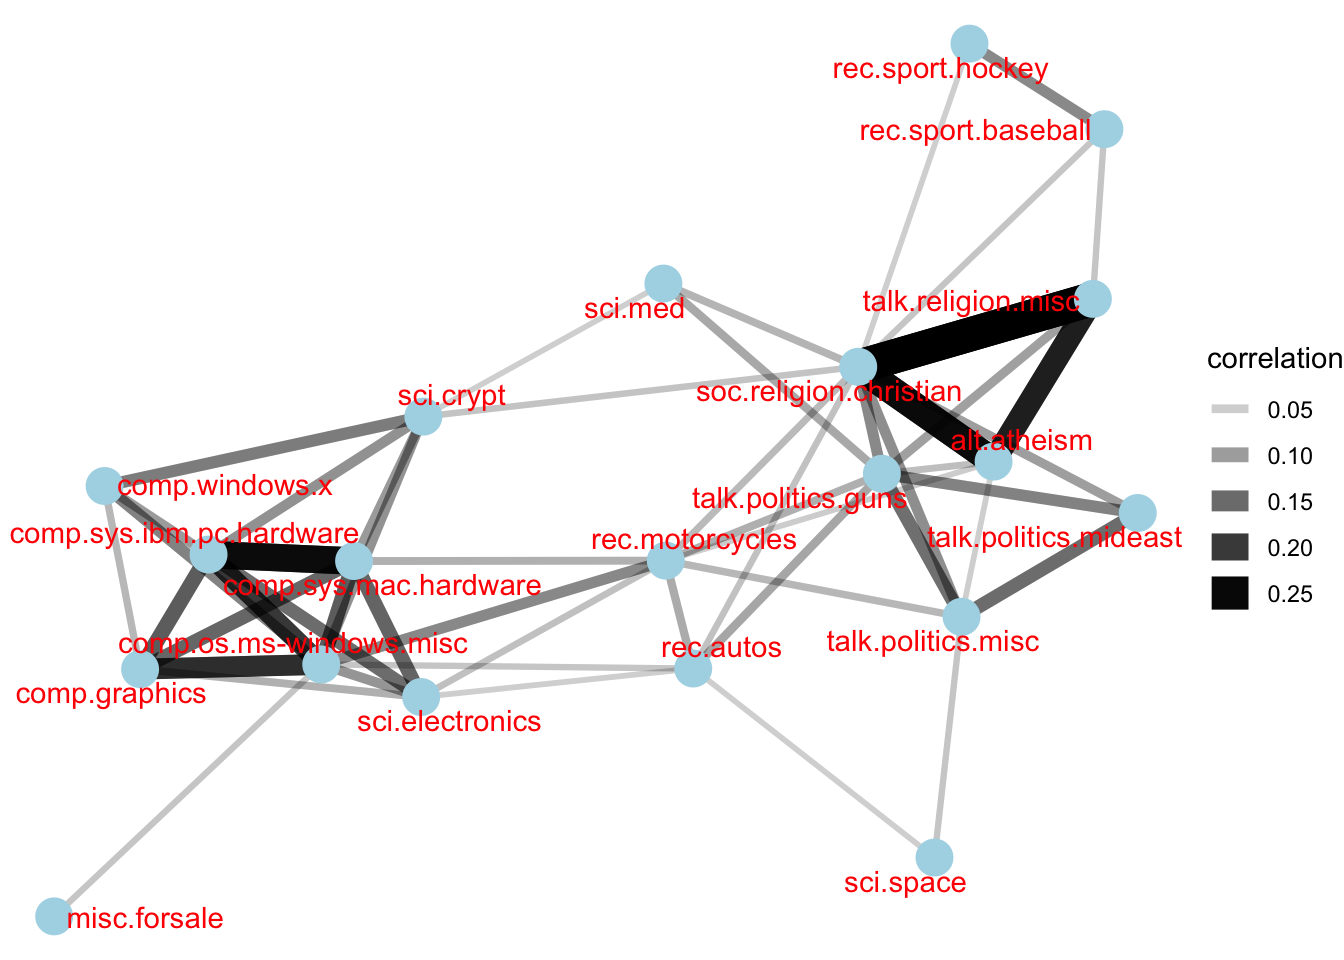 rec.sport.hockey
rec.sport.baseball
talk.religion.misc
sci.med
correlation
soc.religion.christian
sci.crypt
0.05
alt.atheism
0.10
comp.windows.x
talk.politics.guns
0.15
comp.sys.ibm.pc.hardware
rec.motorcycles
talk.politics.mideast
0.20
comp.sys.mac.hardware
0.25
comp.os.ms-windows.misc
rec.autos
talk.politics.misc
comp.graphics
sci.electronics
sci.space
misc.forsale